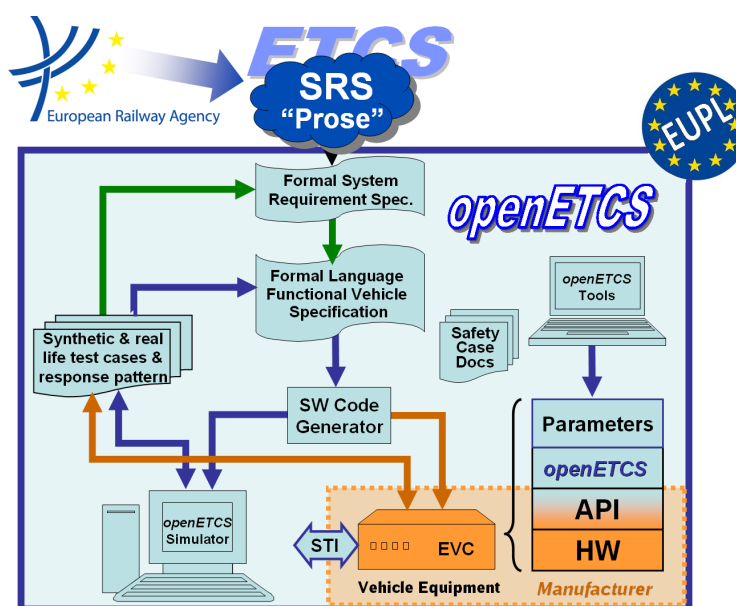 ETCS
SRS
“Prose”
European Railway Agency
EUPL
Formal System
Requirement Spec.
openETCS
Formal Language
Functional Vehicle
Specification
openETCS
Tools
Synthetic & real
life test cases &
response pattern
Safety
Case
Docs
SW Code
Generator
Parameters
openETCS
API
HW
openETCS
Simulator
STI
EVC
Vehicle Equipment
Manufacturer